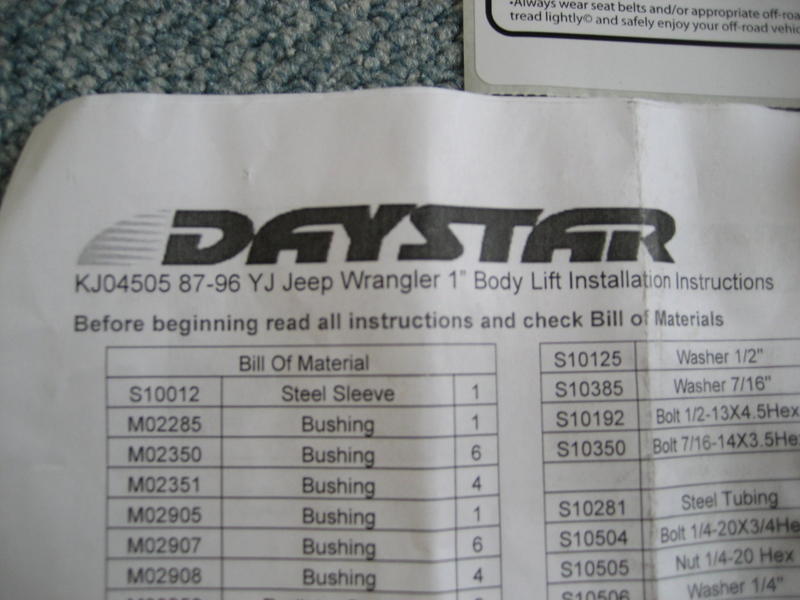 •Always wear seat belts and/or appropriate off-roa
tread lightly© and safely enjoy your off-road vehic
DAYSTAR
KJ04505 87-96 YJ Jeep Wrangler 1" Body Lift Installation Instructions
Before beginning read all instructions and check Bill of Materials
Bill Of Material
S10012 Steel Sleeve 1
M02285 Bushing 1
M02350 Bushing 6
M02351 Bushing 4
M02905 Bushing 1
M02907 Bushing 6
M02908 Bushing 4
S10125 Washer 1/2"
S10385 Washer 7/16"
S10192 Bolt 1/2-13X4.5Hex
S10350 Bolt 7/16-14X3.5Hex
S10281 Steel Tubing
S10504 Bolt 1/4-20X3/4He
S10505 Nut 1/4-20 Hex
S10506 Washer 1/4"